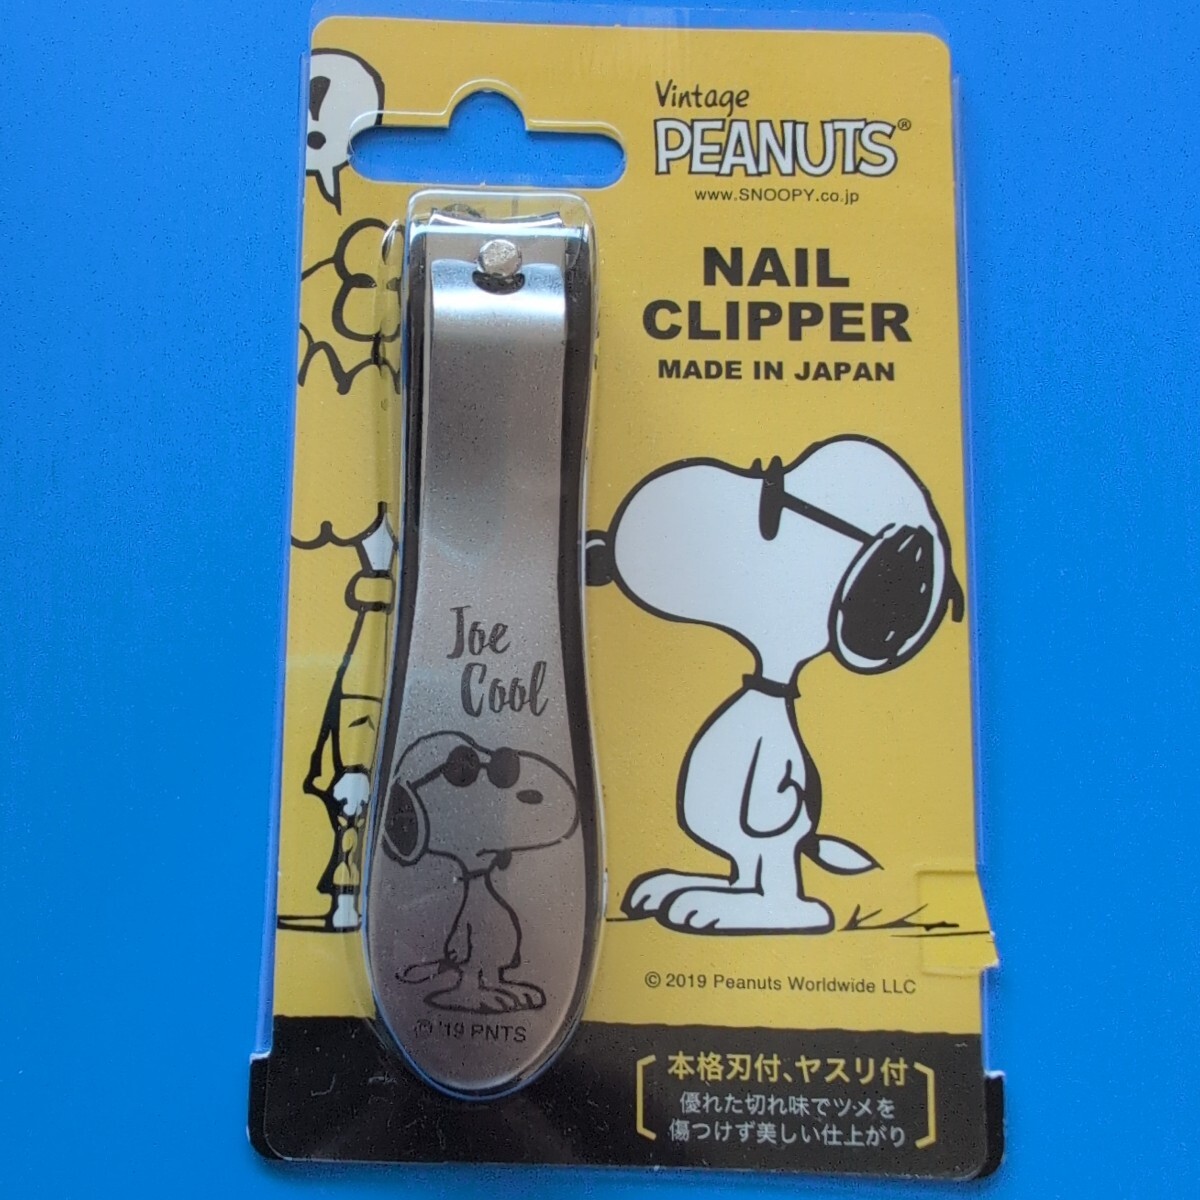 !
Vintage
PEANUTS®
www.SNOOPY.co.jp
NAIL
CLIPPER
MADE IN JAPAN
Joe
Cool
© '19 PNTS
© 2019 Peanuts Worldwide LLC
本格刃付、ヤスリ付
優れた切れ味でツメを
傷つけず美しい仕上がり